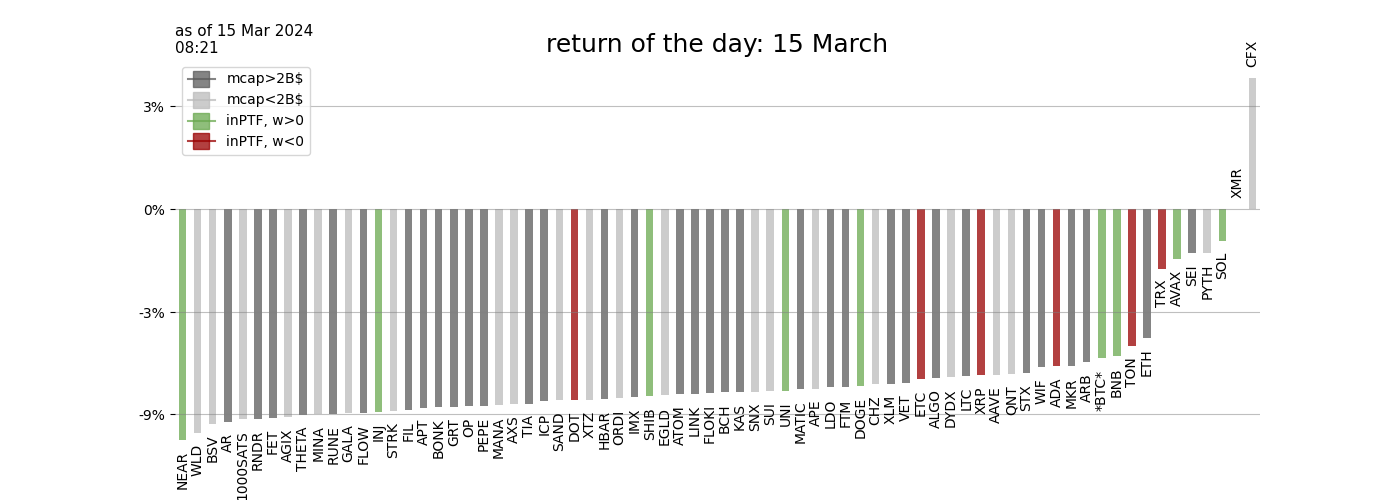 as of 15 Mar 2024
08:21
return of the day: 15 March
mcap>2B$
mcap<2B$
inPTF, w>0
inPTF, w<0
3%
0%
-3%
-9%
NEAR
WLD
BSV
AR
1000SATS
RNDR
FET
AGIX
THETA
MINA
RUNE
GALA
FLOW
INJ
STRK
FIL
APT
BONK
GRT
OP
PEPE
MANA
AXS
TIA
ICP
SAND
DOT
XTZ
HBAR
ORDI
IMX
SHIB
EGLD
ATOM
LINK
FLOKI
BCH
KAS
SNX
SUI
UNI
MATIC
APE
LDO
FTM
DOGE
CHZ
XLM
VET
ETC
ALGO
DYDX
LTC
XRP
AAVE
QNT
STX
WIF
ADA
MKR
ARB
*BTC*
BNB
TON
ETH
TRX
AVAX
SEI
PYTH
SOL
XMR
CFX